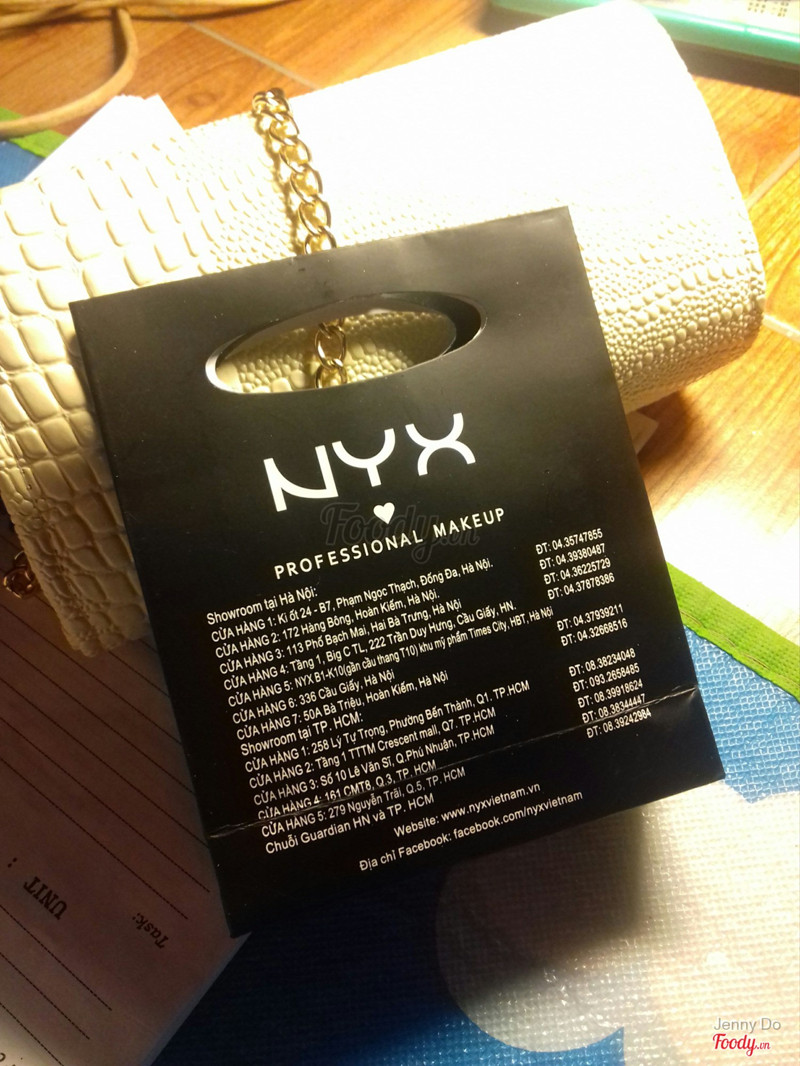 NYX
PROFESSIONAL MAKEUP
Showroom tại Hà Nội:
CỬA HÀNG 1: Ki ốt 24 - B7, Phạm Ngọc Thạch, Đống Đa, Hà Nội. ĐT: 04.35747855
CỬA HÀNG 2: 172 Hàng Bông, Hoàn Kiếm, Hà Nội. ĐT: 04.39380487
CỬA HÀNG 3: 113 Phố Bạch Mai, Hai Bà Trưng, Hà Nội ĐT: 04.36225729
CỬA HÀNG 4: Tầng 1, Big C TL, 222 Trần Duy Hưng, Cầu Giấy, HN. ĐT: 04.37878386
CỬA HÀNG 5: NYX B1-K10(gần cầu thang T10) khu mỹ phẩm Times City, HBT, Hà Nội
CỬA HÀNG 6: 336 Cầu Giấy, Hà Nội ĐT: 04.37939211
CỬA HÀNG 7: 50A Bà Triệu, Hoàn Kiếm, Hà Nội ĐT: 04.32668516
Showroom tại TP. HCM:
CỬA HÀNG 1: 258 Lý Tự Trọng, Phường Bến Thành, Q1. TP.HCM ĐT: 08.38234048
CỬA HÀNG 2: Tầng 1 TTTM Crescent mall, Q7. TP.HCM ĐT: 093.2658485
CỬA HÀNG 3: Số 10 Lê Văn Sĩ, Q.Phú Nhuận, TP.HCM ĐT: 08.39918624
CỬA HÀNG 4: 161 CMT8, Q.3, TP. HCM ĐT: 08.38344447
CỬA HÀNG 5: 279 Nguyễn Trãi, Q.5, TP. HCM ĐT: 08.39242984
Chuỗi Guardian HN và TP. HCM
Website: www.nyxvietnam.vn
Địa chỉ Facebook: facebook.com/nyxvietnam
Foody.vn
Task:
UNIT :
Jenny Do
Foody.vn